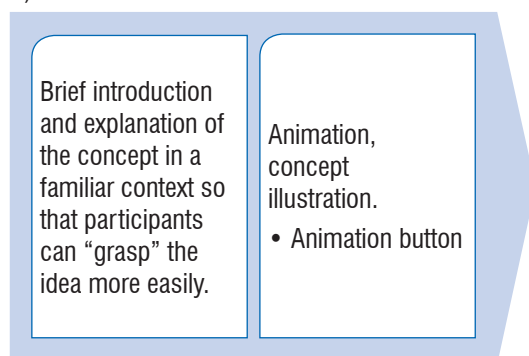 Brief introduction
and explanation of
the concept in a
familiar context so
that participants
can “grasp” the
idea more easily.
Animation,
concept
illustration.
• Animation button